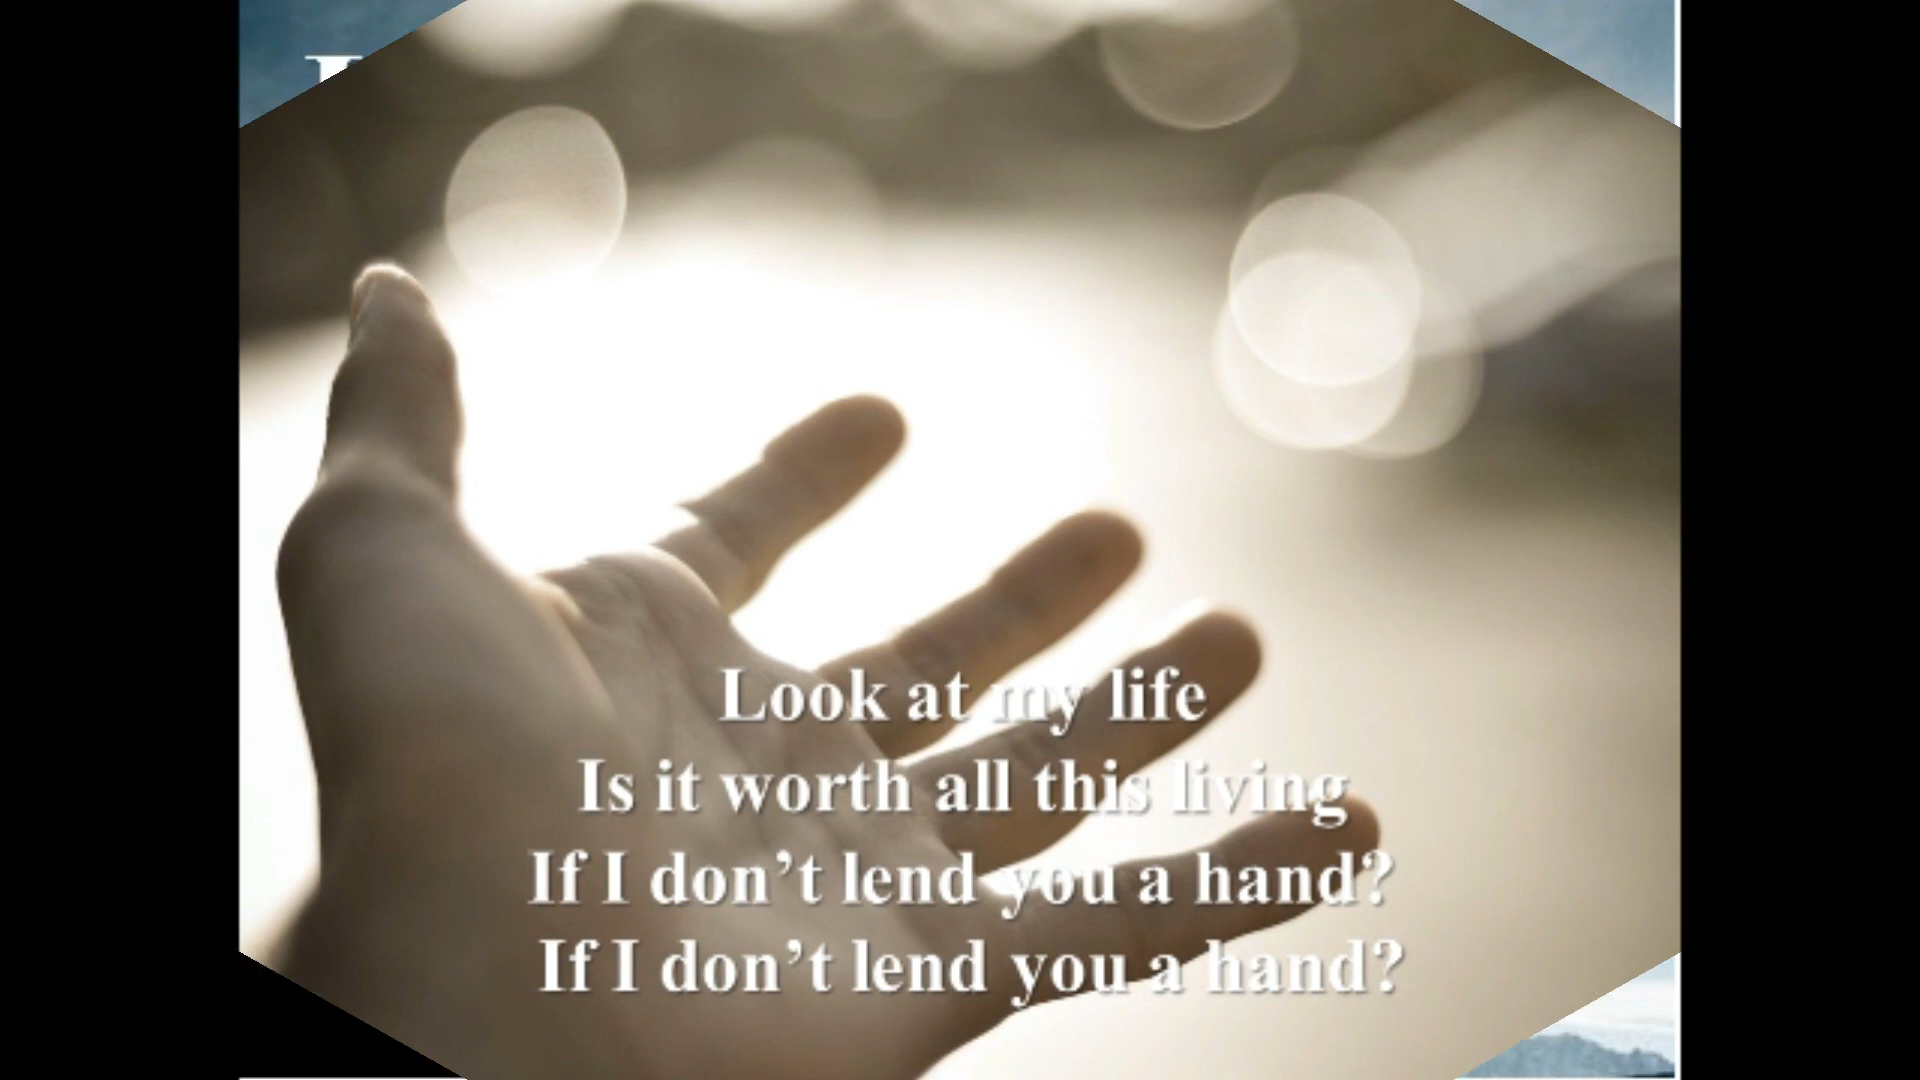 Look at my life
Is it worth all this living
If I don’t lend you a hand?
If I don’t lend you a hand?